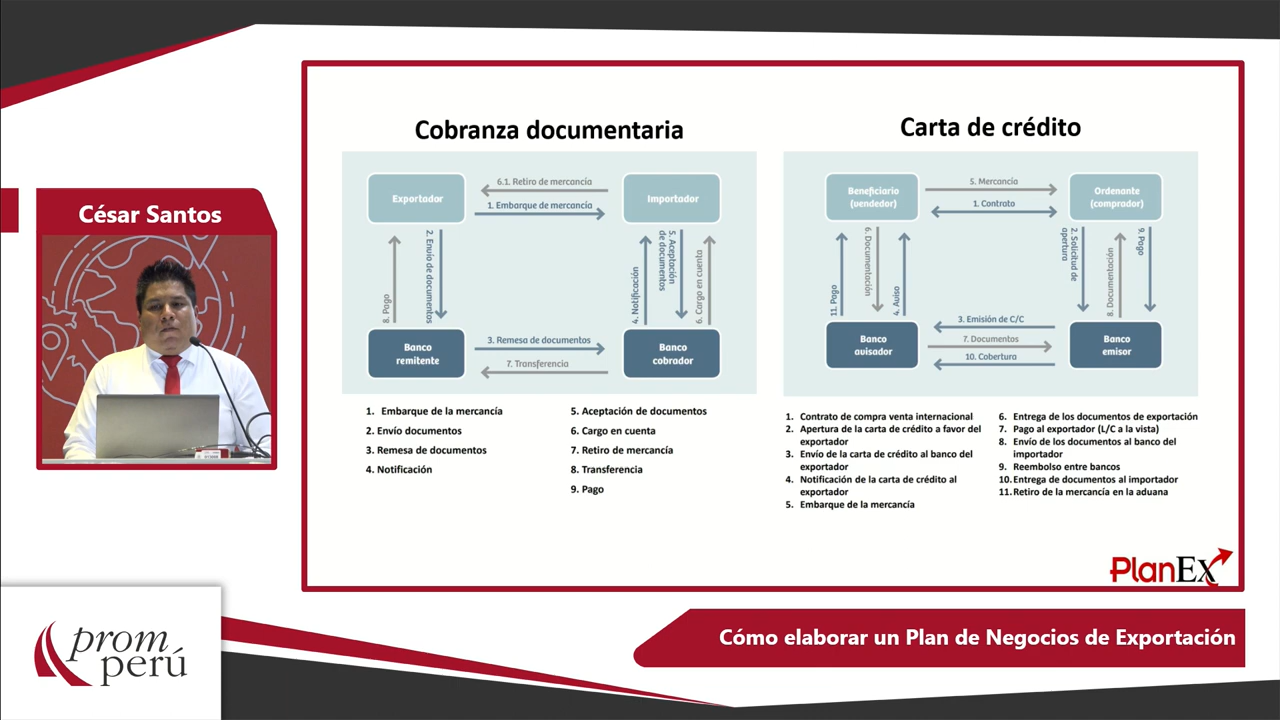 César Santos
Cobranza documentaria
Exportador
6.1. Retiro de mercancía
1. Embarque de mercancía
Importador
8. Pago
2. Envío de documentos
4. Notificación
5. Aceptación
de documentos
6. Cargo en cuenta
Banco
remitente
3. Remesa de documentos
7. Transferencia
Banco
cobrador
1. Embarque de la mercancía
2. Envío documentos
3. Remesa de documentos
4. Notificación
5. Aceptación de documentos
6. Cargo en cuenta
7. Retiro de mercancía
8. Transferencia
9. Pago
Carta de crédito
Beneficiario
(vendedor)
5. Mercancía
1. Contrato
Ordenante
(comprador)
11. Pago
6. Documentación
4. Aviso
2. Solicitud de
apertura
8. Documentación
9. Pago
Banco
avisador
3. Emisión de C/C
7. Documentos
10. Cobertura
Banco
emisor
1. Contrato de compra venta internacional
2. Apertura de la carta de crédito a favor del
exportador
3. Envío de la carta de crédito al banco del
exportador
4. Notificación de la carta de crédito al
exportador
5. Embarque de la mercancía
6. Entrega de los documentos de exportación
7. Pago al exportador (L/C a la vista)
8. Envío de los documentos al banco del
importador
9. Reembolso entre bancos
10. Entrega de documentos al importador
11. Retiro de la mercancía en la aduana
PlanEx
prom
perú
Cómo elaborar un Plan de Negocios de Exportación